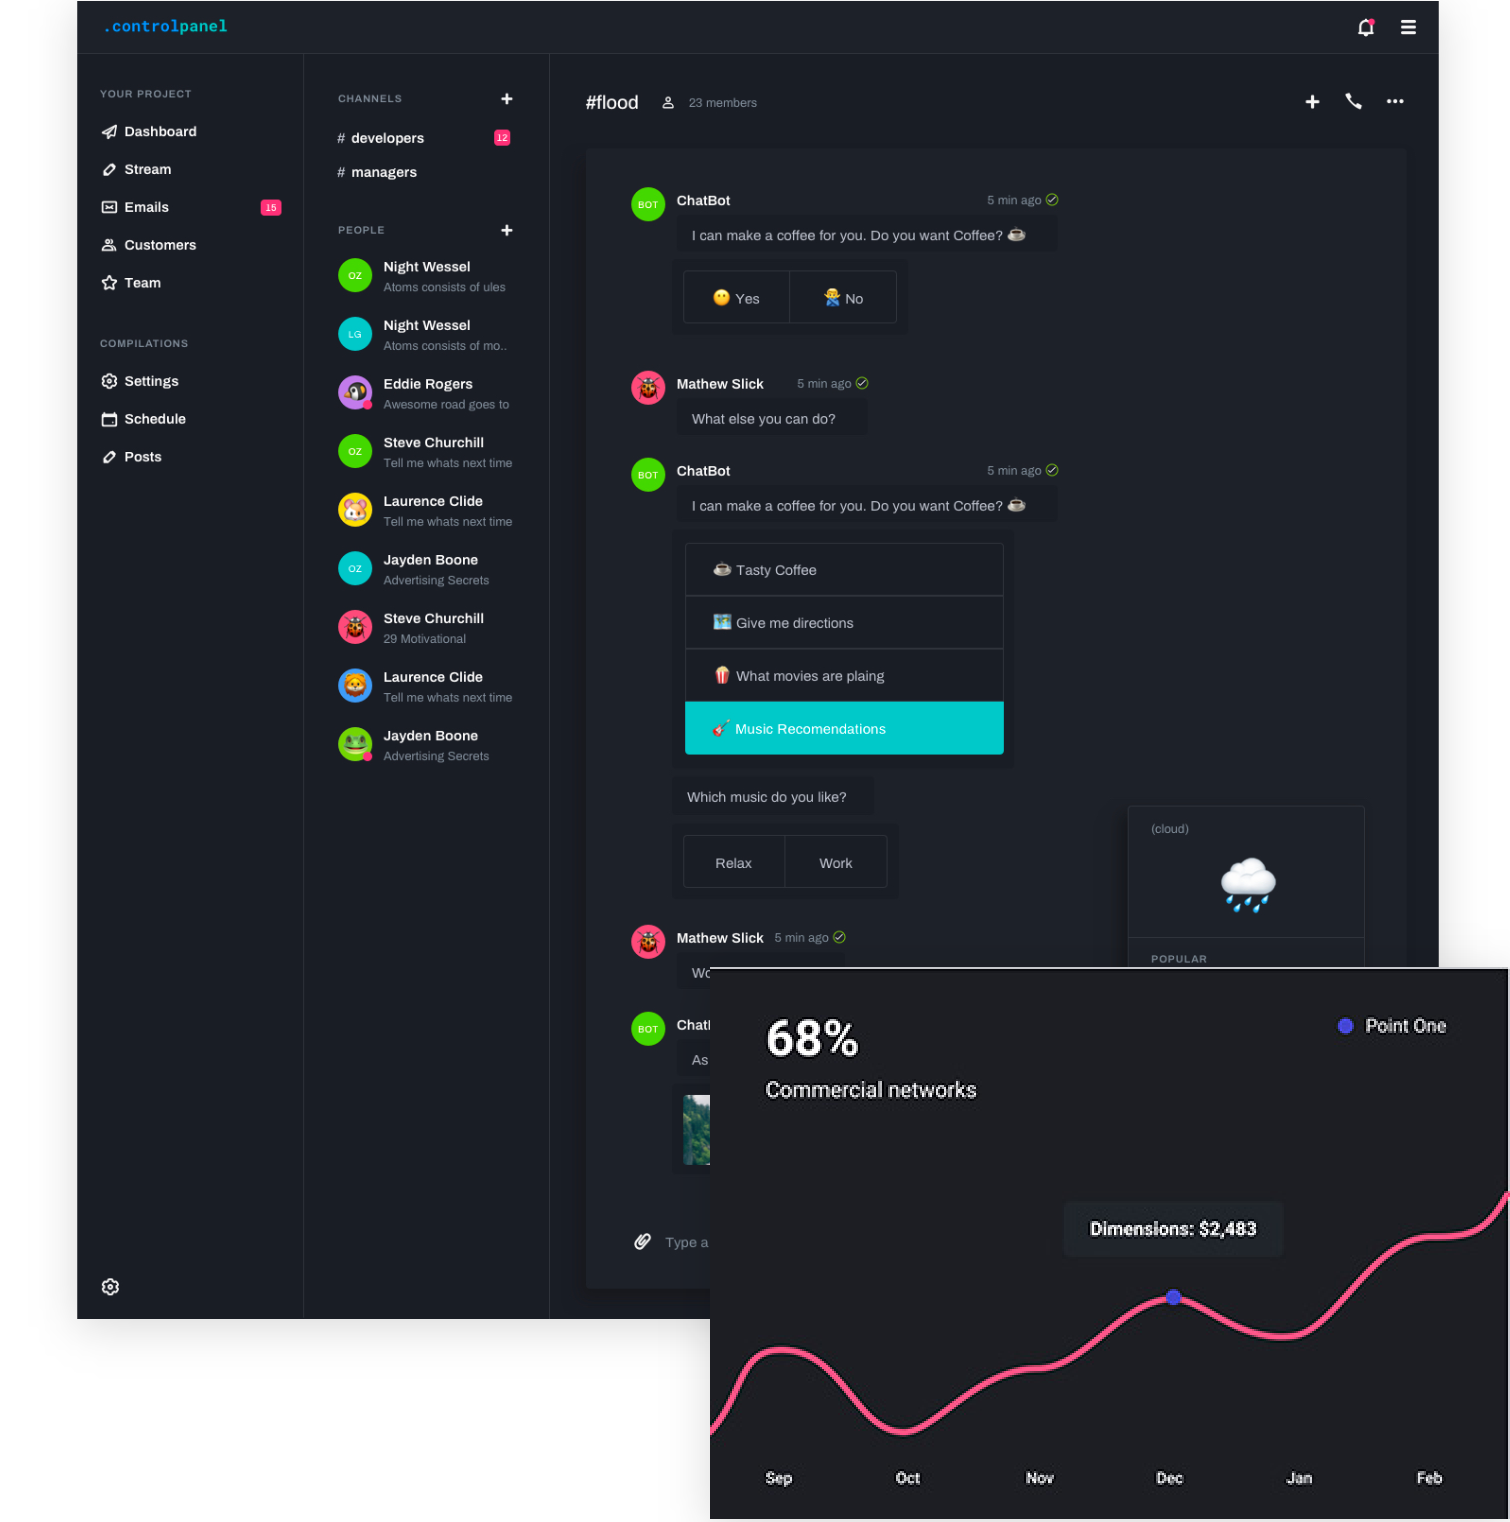 .controlpanel
YOUR PROJECT
Dashboard
Stream
Emails 15
Customers
Team
COMPILATIONS
Settings
Schedule
Posts
CHANNELS
# developers 12
# managers
PEOPLE
OZ
Night Wessel
Atoms consists of ules
LG
Night Wessel
Atoms consists of mo..
Eddie Rogers
Awesome road goes to
OZ
Steve Churchill
Tell me whats next time
Laurence Clide
Tell me whats next time
OZ
Jayden Boone
Advertising Secrets
Steve Churchill
29 Motivational
Laurence Clide
Tell me whats next time
Jayden Boone
Advertising Secrets
#flood 23 members
BOT
ChatBot 5 min ago
I can make a coffee for you. Do you want Coffee?
Yes No
Mathew Slick 5 min ago
What else you can do?
BOT
ChatBot 5 min ago
I can make a coffee for you. Do you want Coffee?
Tasty Coffee
Give me directions
What movies are plaing
Music Recomendations
Which music do you like?
Relax Work
Mathew Slick 5 min ago
BOT
As
Type a
(cloud)
POPULAR
68%
Commercial networks
Point One
Dimensions: $2,483
Sep Oct Nov Dec Jan Feb